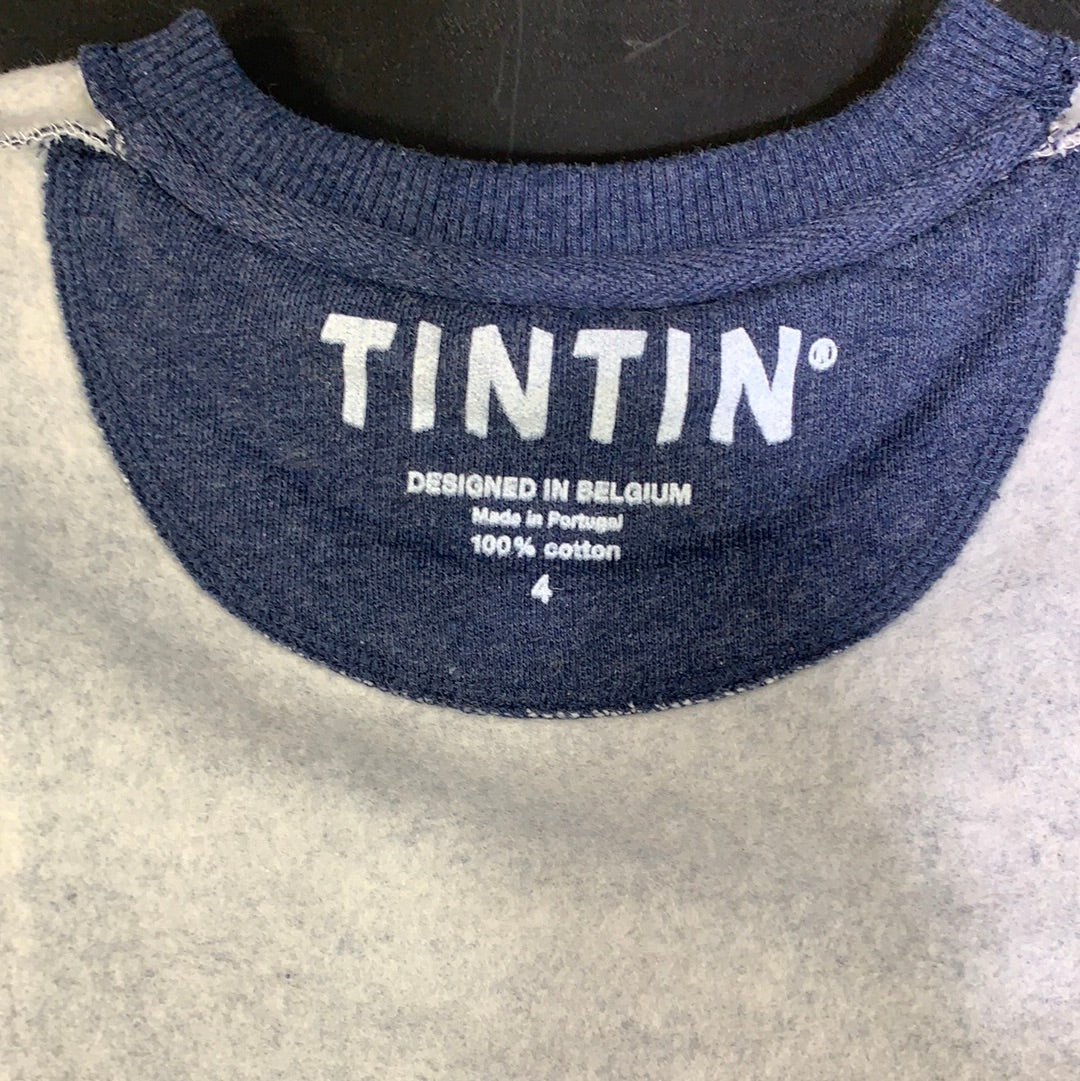 TINTIN®
DESIGNED IN BELGIUM
Made in Portugal
100% cotton
4